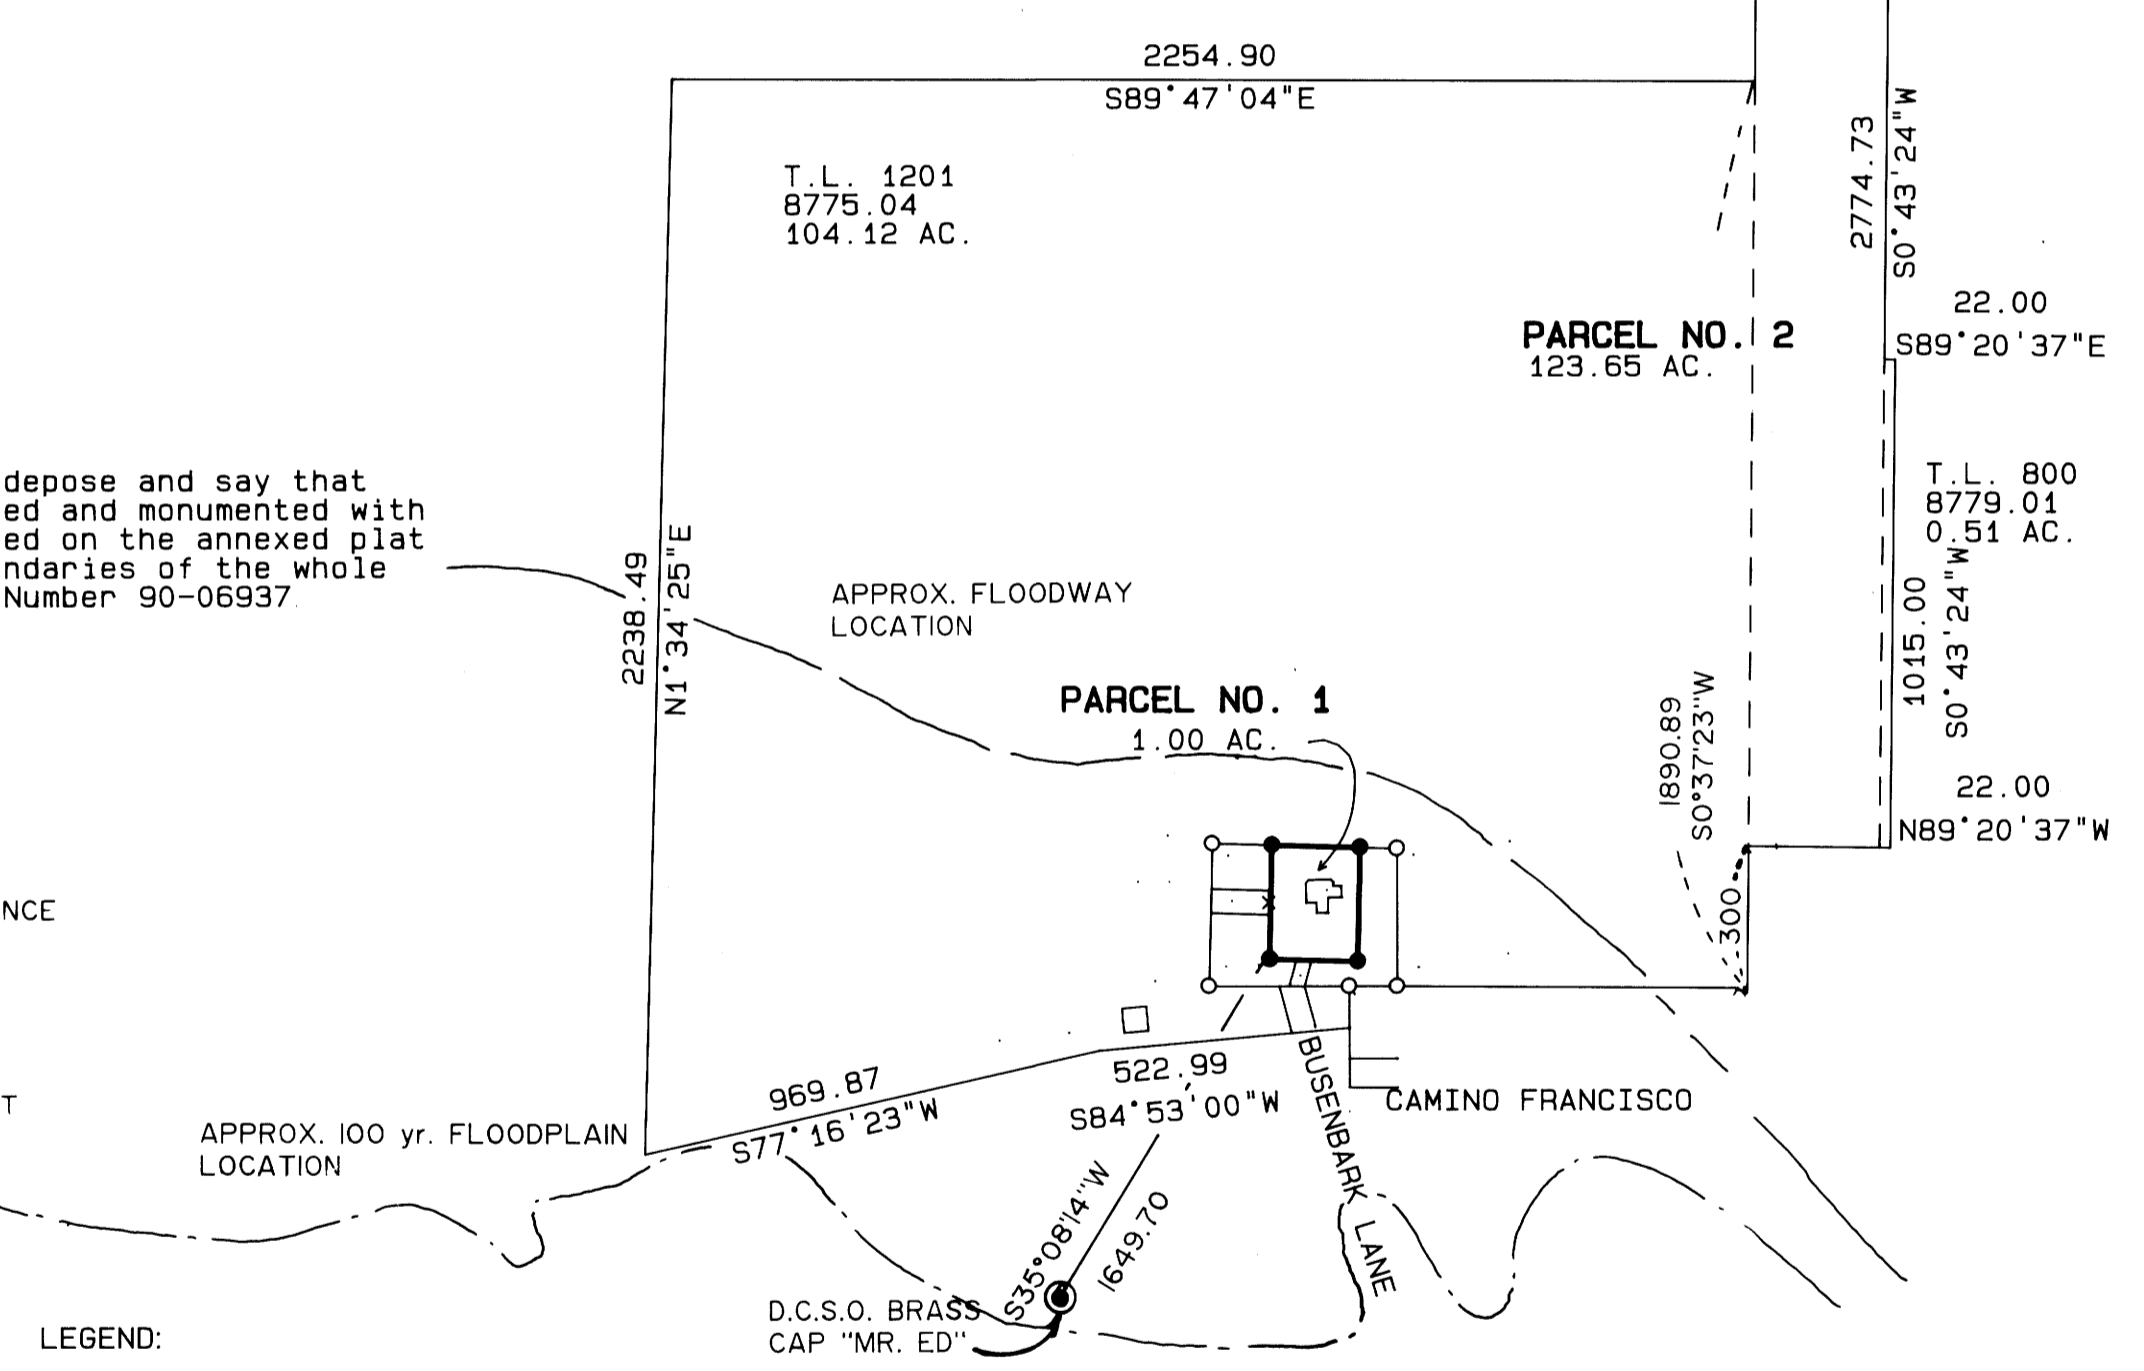 2254.90
S89°47'04"E
2774.73
S0°43'24"W
T.L. 1201
8775.04
104.12 AC.
22.00
S89°20'37"E
PARCEL NO. 2
123.65 AC.
depose and say that
ed and monumented with
ed on the annexed plat
ndaries of the whole
Number 90-06937
T.L. 800
8779.01
0.51 AC.
2238.49
N1°34'25"E
1015.00
S0°43'24"W
APPROX. FLOODWAY
LOCATION
PARCEL NO. 1
1.00 AC.
1890.89
S0°37'23"W
22.00
N89°20'37"W
300
NCE
969.87
S77°16'23"W
522.99
S84°53'00"W
BUSENBARK LANE
CAMINO FRANCISCO
T
APPROX. 100 yr. FLOODPLAIN
LOCATION
S35°08'14"W
1649.70
D.C.S.O. BRASS
CAP "MR. ED"
LEGEND: